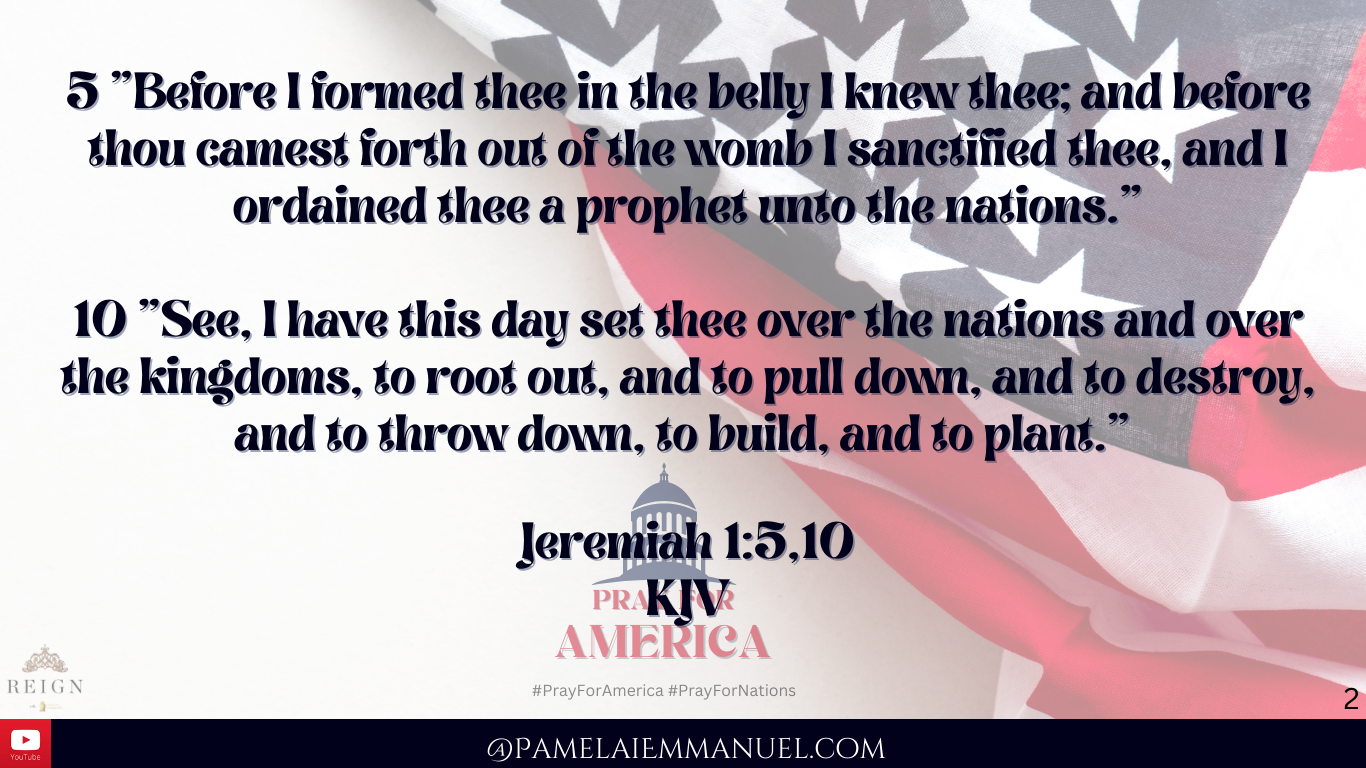 5 ”Before I formed thee in the belly I knew thee; and before
thou camest forth out of the womb I sanctified thee, and I
ordained thee a prophet unto the nations.”
10 ”See, I have this day set thee over the nations and over
the kingdoms, to root out, and to pull down, and to destroy,
and to throw down, to build, and to plant.”
Jeremiah 1:5,10
KJV
PRAY FOR
AMERICA
#PrayForAmerica #PrayForNations
REIGN
2
YouTube
@PAMELAIEMMANUEL.COM